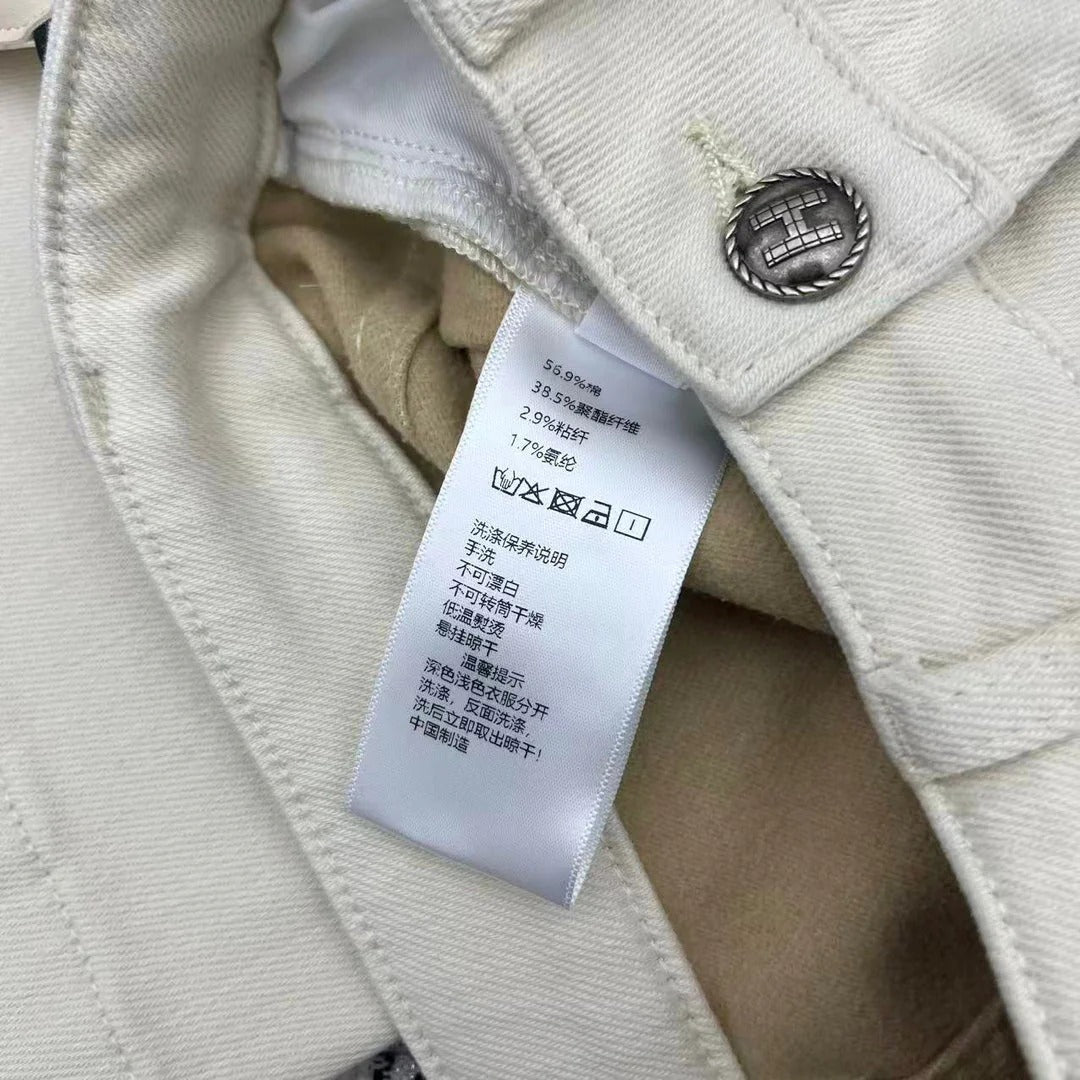 56.9%棉
38.5%聚酯纤维
2.9%粘纤
1.7%氨纶
洗涤保养说明
手洗
不可漂白
不可转筒干燥
低温熨烫
悬挂晾干
温馨提示
深色浅色衣服分开
洗涤，反面洗涤，
洗后立即取出晾干!
中国制造
H